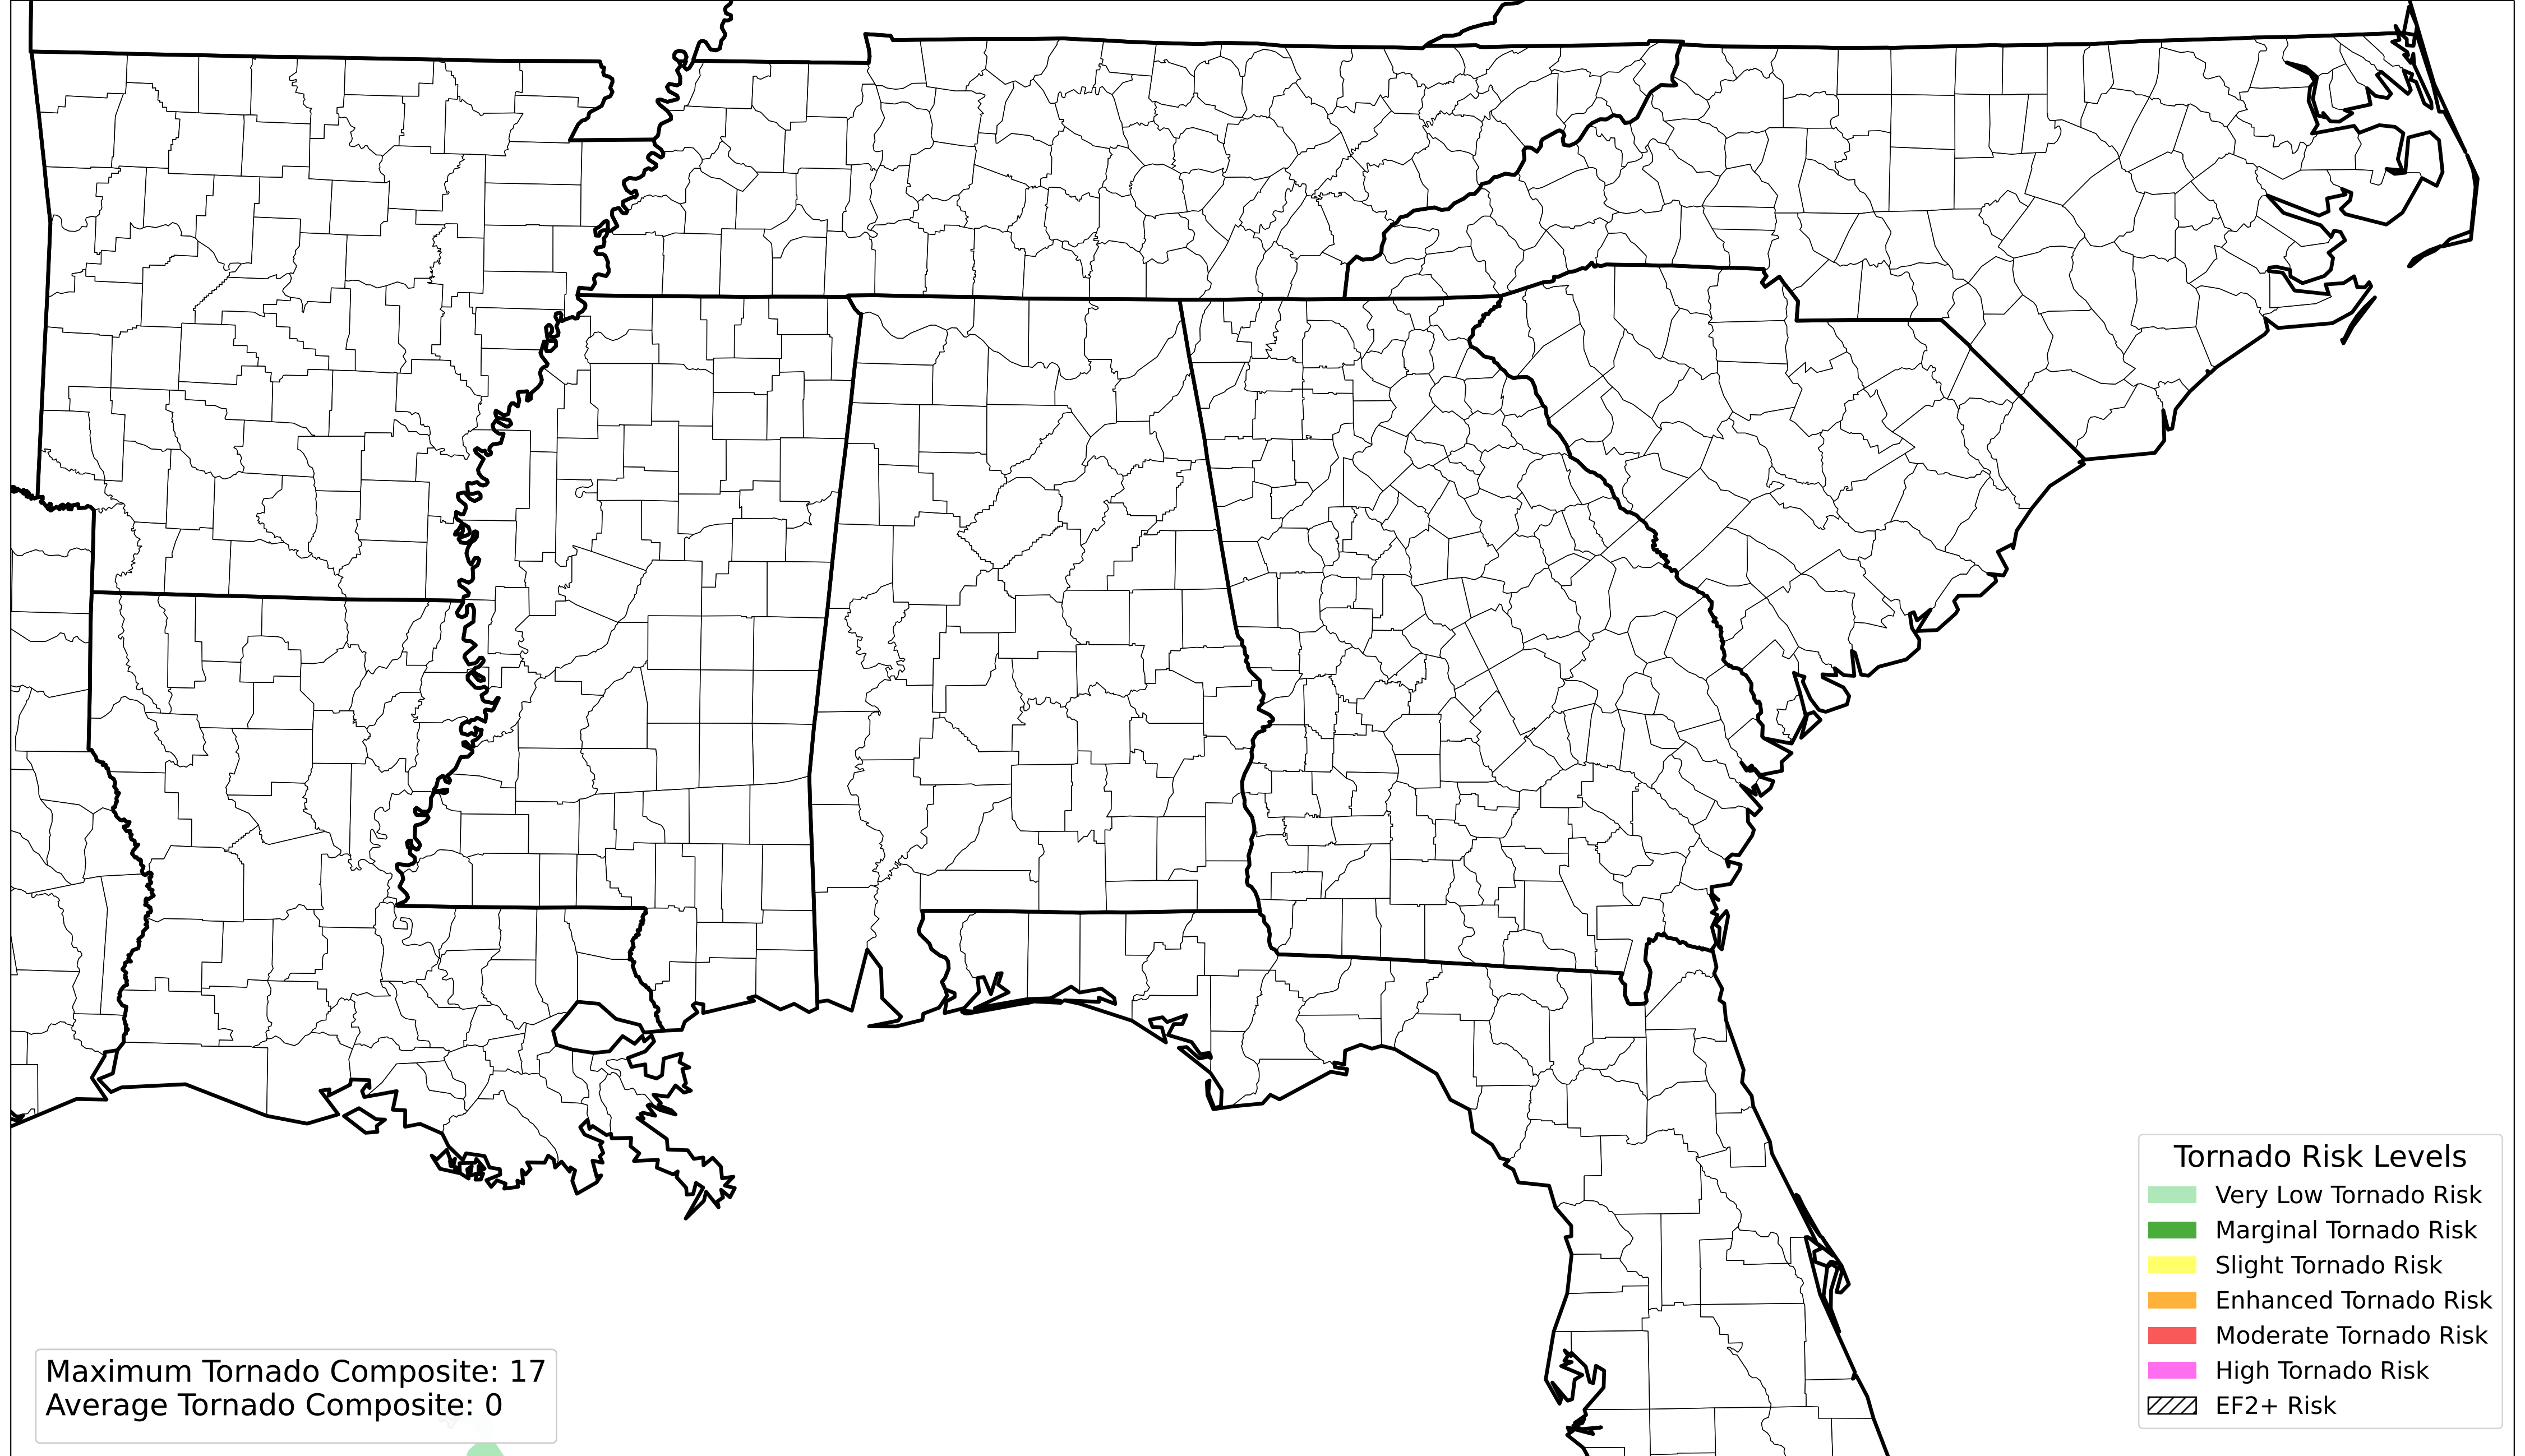 Tornado Risk Levels
Very Low Tornado Risk
Marginal Tornado Risk
Slight Tornado Risk
Enhanced Tornado Risk
Moderate Tornado Risk
High Tornado Risk
EF2+ Risk
Maximum Tornado Composite: 17
Average Tornado Composite: 0